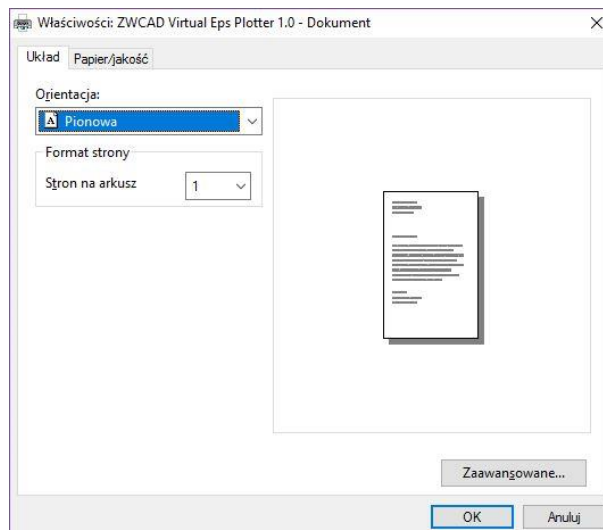 Właściwości: ZWCAD Virtual Eps Plotter 1.0 - Dokument
Układ Papier/jakość
Orientacja:
A Pionowa
Format strony
Stron na arkusz 1
Zaawansowane...
OK Anuluj